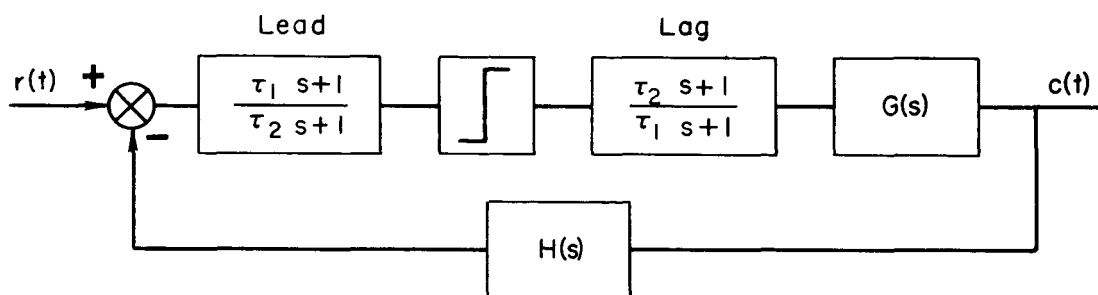 Lead
Lag
r(t)
+
−
τ₁ s+1
τ₂ s+1
τ₂ s+1
τ₁ s+1
G(s)
c(t)
H(s)